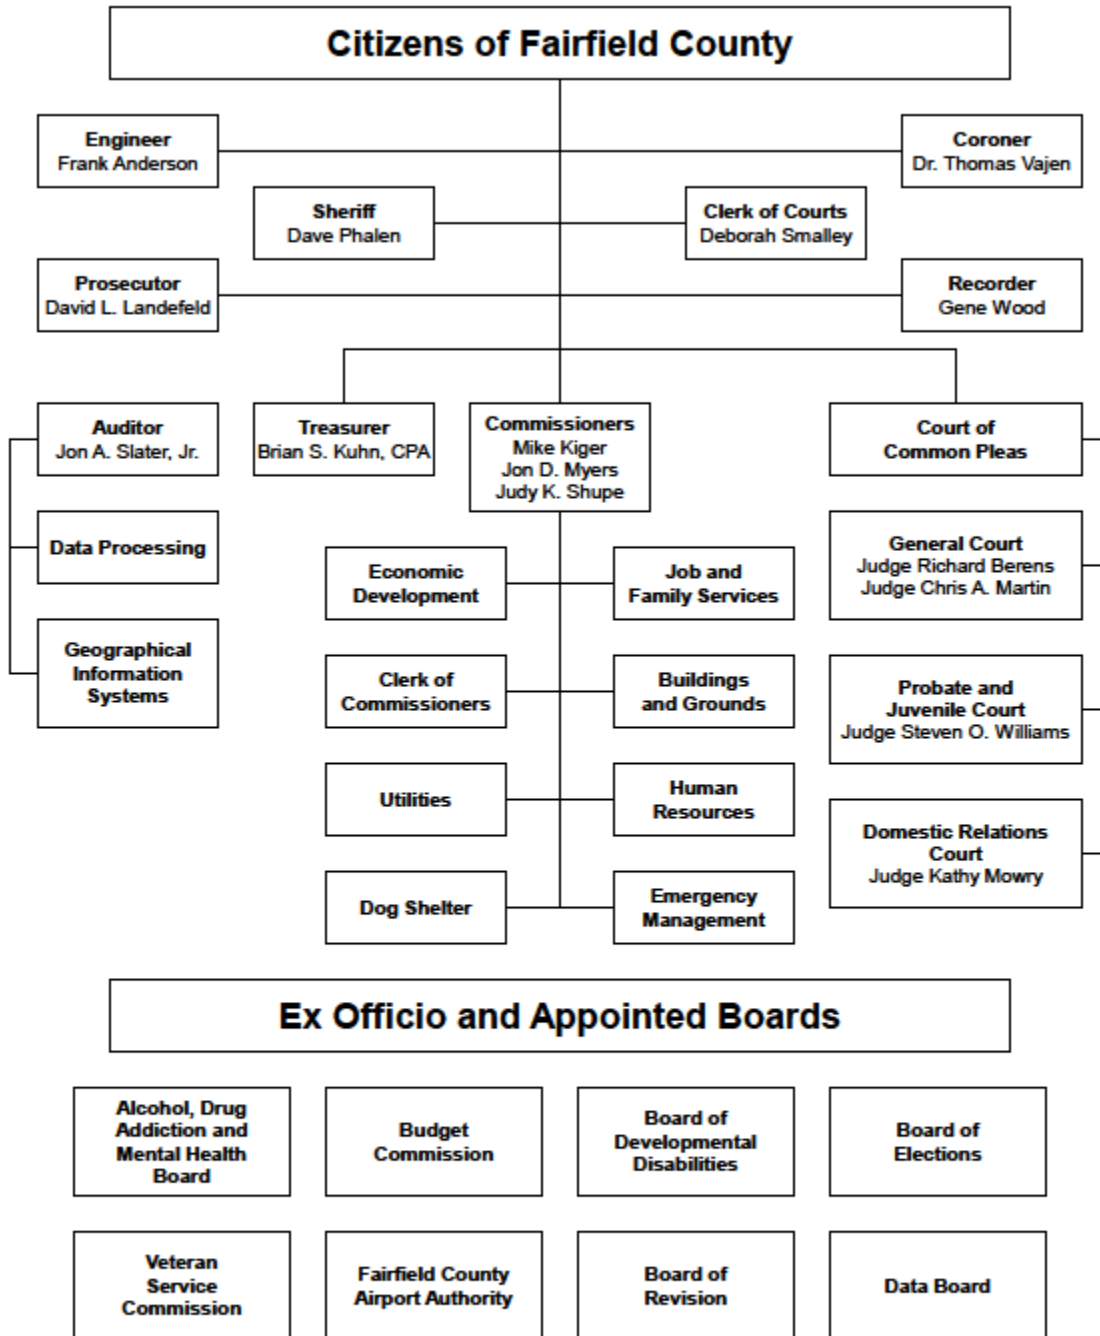 Citizens of Fairfield County
Engineer
Frank Anderson
Coroner
Dr. Thomas Vajen
Sheriff
Dave Phalen
Clerk of Courts
Deborah Smalley
Prosecutor
David L. Landefeld
Recorder
Gene Wood
Auditor
Jon A. Slater, Jr.
Treasurer
Brian S. Kuhn, CPA
Commissioners
Mike Kiger
Jon D. Myers
Judy K. Shupe
Court of
Common Pleas
Data Processing
General Court
Judge Richard Berens
Judge Chris A. Martin
Economic
Development
Job and
Family Services
Geographical
Information
Systems
Clerk of
Commissioners
Buildings
and Grounds
Probate and
Juvenile Court
Judge Steven O. Williams
Utilities
Human
Resources
Domestic Relations
Court
Judge Kathy Mowry
Dog Shelter
Emergency
Management
Ex Officio and Appointed Boards
Alcohol, Drug
Addiction and
Mental Health
Board
Budget
Commission
Board of
Developmental
Disabilities
Board of
Elections
Veteran
Service
Commission
Fairfield County
Airport Authority
Board of
Revision
Data Board